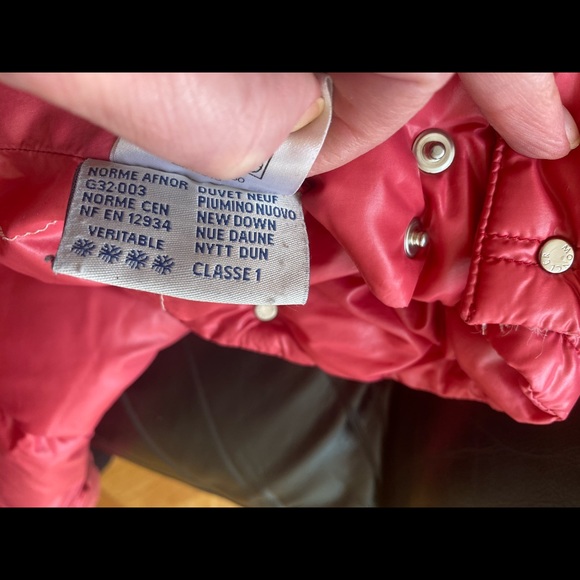 NORME AFNOR
G32-003
NORME CEN
NF EN 12934
VERITABLE
DUVET NEUF
PIUMINO NUOVO
NEW DOWN
NUE DAUNE
NYTT DUN
CLASSE 1
MONCLER